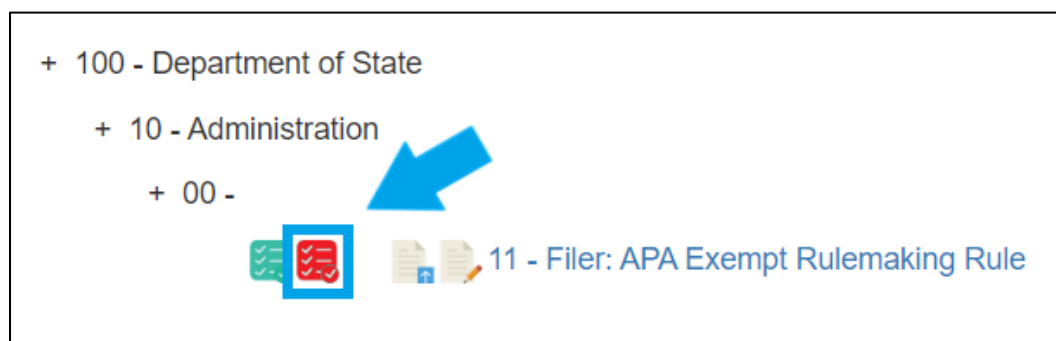 + 100 - Department of State
+ 10 - Administration
+ 00 -
11 - Filer: APA Exempt Rulemaking Rule